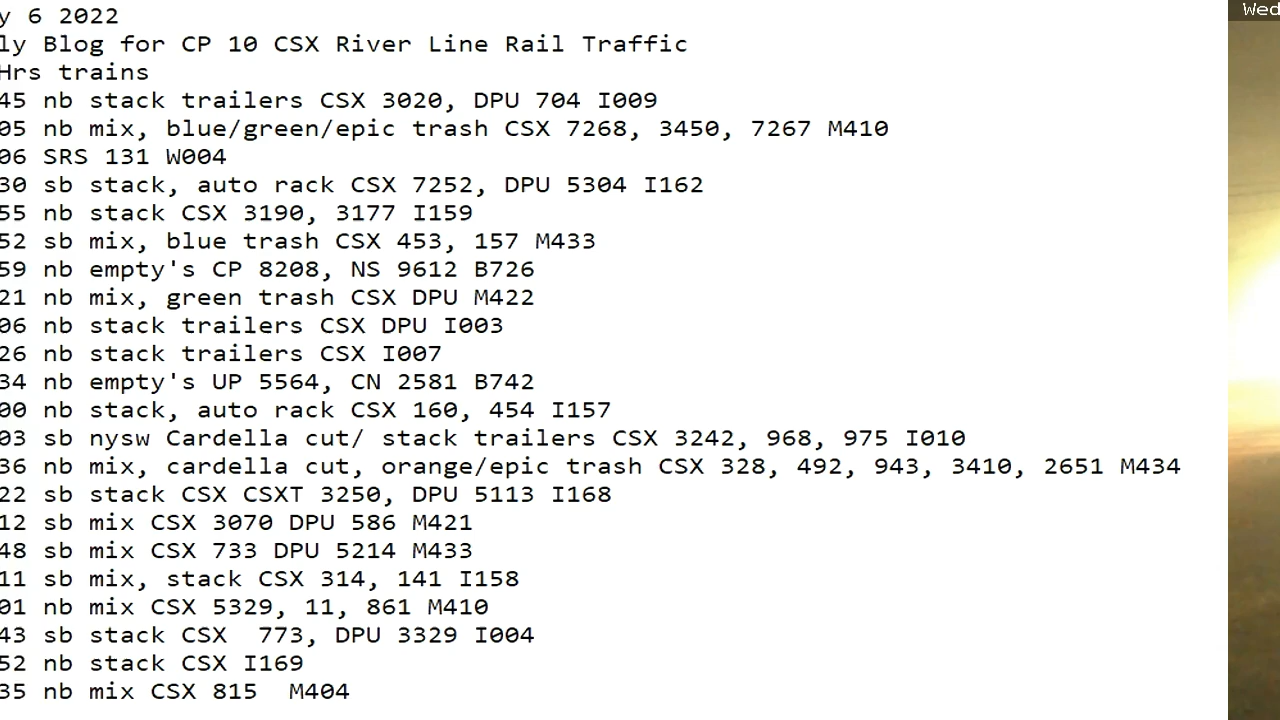 y 6 2022
ly Blog for CP 10 CSX River Line Rail Traffic
Hrs trains
45 nb stack trailers CSX 3020, DPU 704 I009
05 nb mix, blue/green/epic trash CSX 7268, 3450, 7267 M410
06 SRS 131 W004
30 sb stack, auto rack CSX 7252, DPU 5304 I162
55 nb stack CSX 3190, 3177 I159
52 sb mix, blue trash CSX 453, 157 M433
59 nb empty's CP 8208, NS 9612 B726
21 nb mix, green trash CSX DPU M422
06 nb stack trailers CSX DPU I003
26 nb stack trailers CSX I007
34 nb empty's UP 5564, CN 2581 B742
00 nb stack, auto rack CSX 160, 454 I157
03 sb nysw Cardella cut/ stack trailers CSX 3242, 968, 975 I010
36 nb mix, cardella cut, orange/epic trash CSX 328, 492, 943, 3410, 2651 M434
22 sb stack CSX CSXT 3250, DPU 5113 I168
12 sb mix CSX 3070 DPU 586 M421
48 sb mix CSX 733 DPU 5214 M433
11 sb mix, stack CSX 314, 141 I158
01 nb mix CSX 5329, 11, 861 M410
43 sb stack CSX  773, DPU 3329 I004
52 nb stack CSX I169
35 nb mix CSX 815  M404
Wed